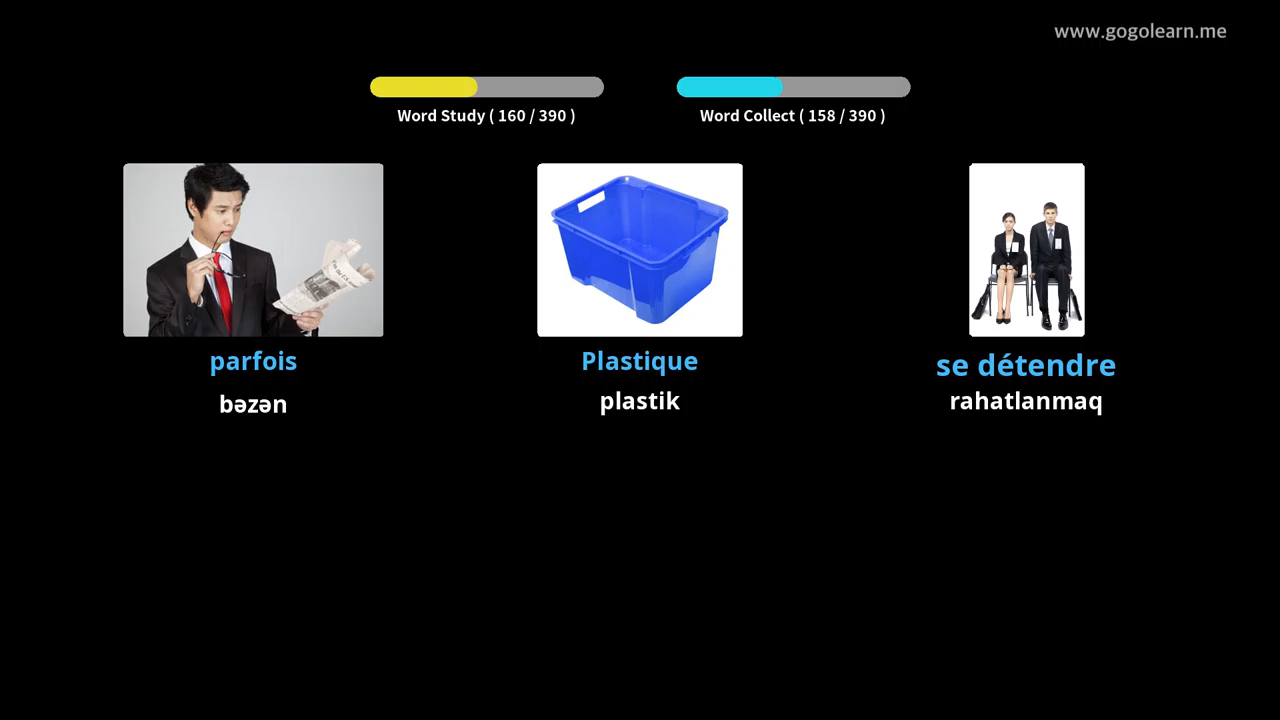 www.gogolearn.me
Word Study ( 160 / 390 )
Word Collect ( 158 / 390 )
parfois
Plastique
se détendre
bəzən
plastik
rahatlanmaq